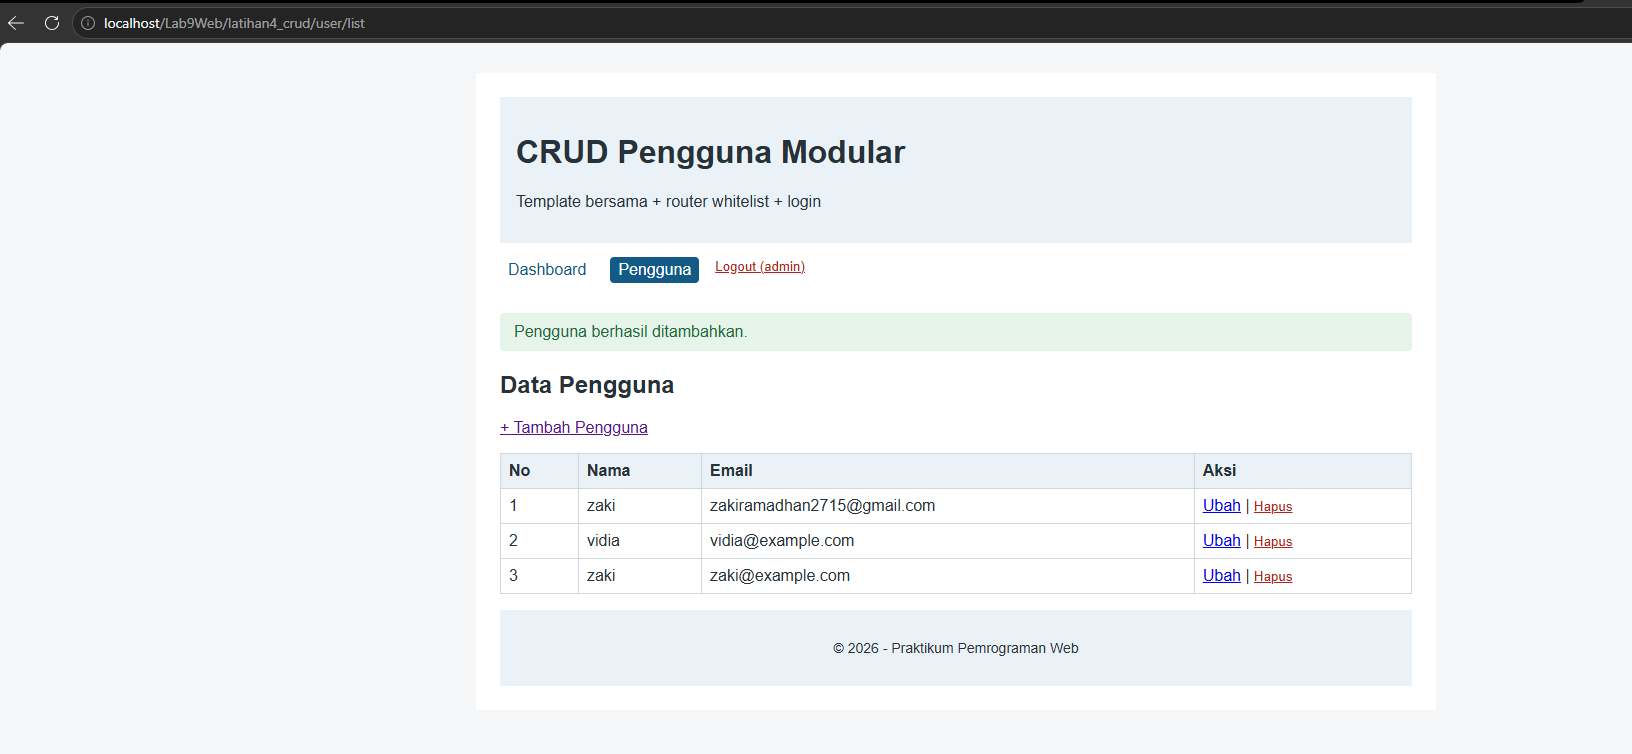 localhost/Lab9Web/latihan4_crud/user/list
CRUD Pengguna Modular
Template bersama + router whitelist + login
Dashboard Pengguna Logout (admin)
Pengguna berhasil ditambahkan.
Data Pengguna
+ Tambah Pengguna
No Nama Email Aksi
1 zaki zakiramadhan2715@gmail.com Ubah | Hapus
2 vidia vidia@example.com Ubah | Hapus
3 zaki zaki@example.com Ubah | Hapus
© 2026 - Praktikum Pemrograman Web